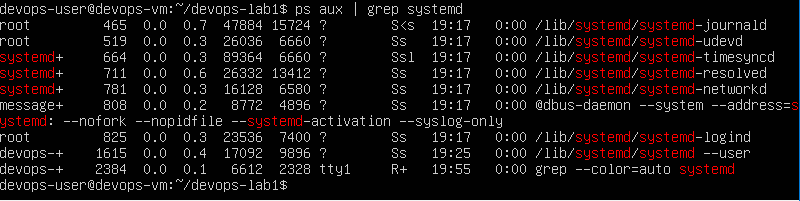 devops-user@devops-vm:~/devops-lab1$ ps aux | grep systemd
root         465  0.0  0.7  47884 15724 ?        S<s  19:17   0:00 /lib/systemd/systemd-journald
root         519  0.0  0.3  26036  6660 ?        Ss   19:17   0:00 /lib/systemd/systemd-udevd
systemd+     664  0.0  0.3  89364  6660 ?        Ssl  19:17   0:00 /lib/systemd/systemd-timesyncd
systemd+     711  0.0  0.6  26332 13412 ?        Ss   19:17   0:00 /lib/systemd/systemd-resolved
systemd+     781  0.0  0.3  16128  6580 ?        Ss   19:17   0:00 /lib/systemd/systemd-networkd
message+     808  0.0  0.2   8772  4896 ?        Ss   19:17   0:00 @dbus-daemon --system --address=s
ystemd: --nofork --nopidfile --systemd-activation --syslog-only
root         825  0.0  0.3  23536  7400 ?        Ss   19:17   0:00 /lib/systemd/systemd-logind
devops-+    1615  0.0  0.4  17092  9896 ?        Ss   19:25   0:00 /lib/systemd/systemd --user
devops-+    2384  0.0  0.1   6612  2328 tty1     R+   19:55   0:00 grep --color=auto systemd
devops-user@devops-vm:~/devops-lab1$